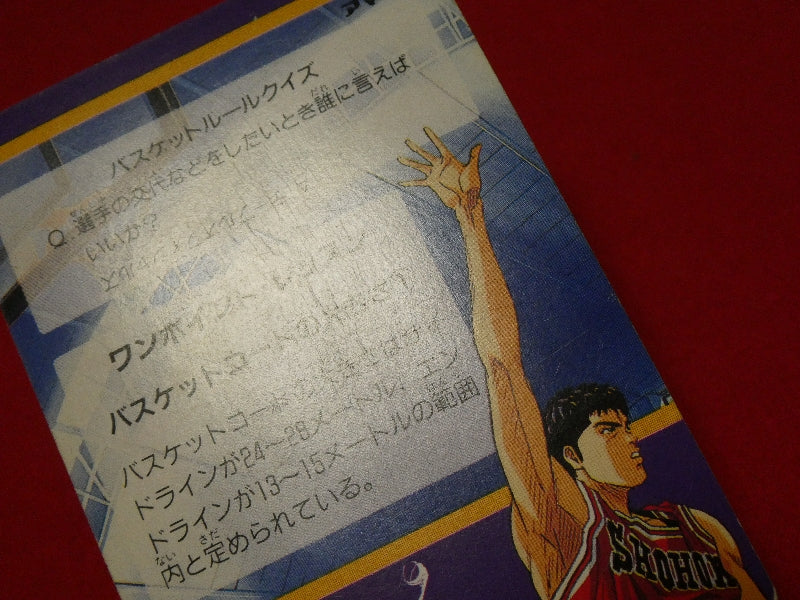 バスケットルールクイズ
Q.選手の交代などをしたいとき誰に言えば
いいか？
ワンポイント・レッスン
バスケットコートの大きさ！
バスケットコートの大きさはサイ
ドラインが24～28メートル、エン
ドラインが13～15メートルの範囲
内と定められている。
SHOHOK